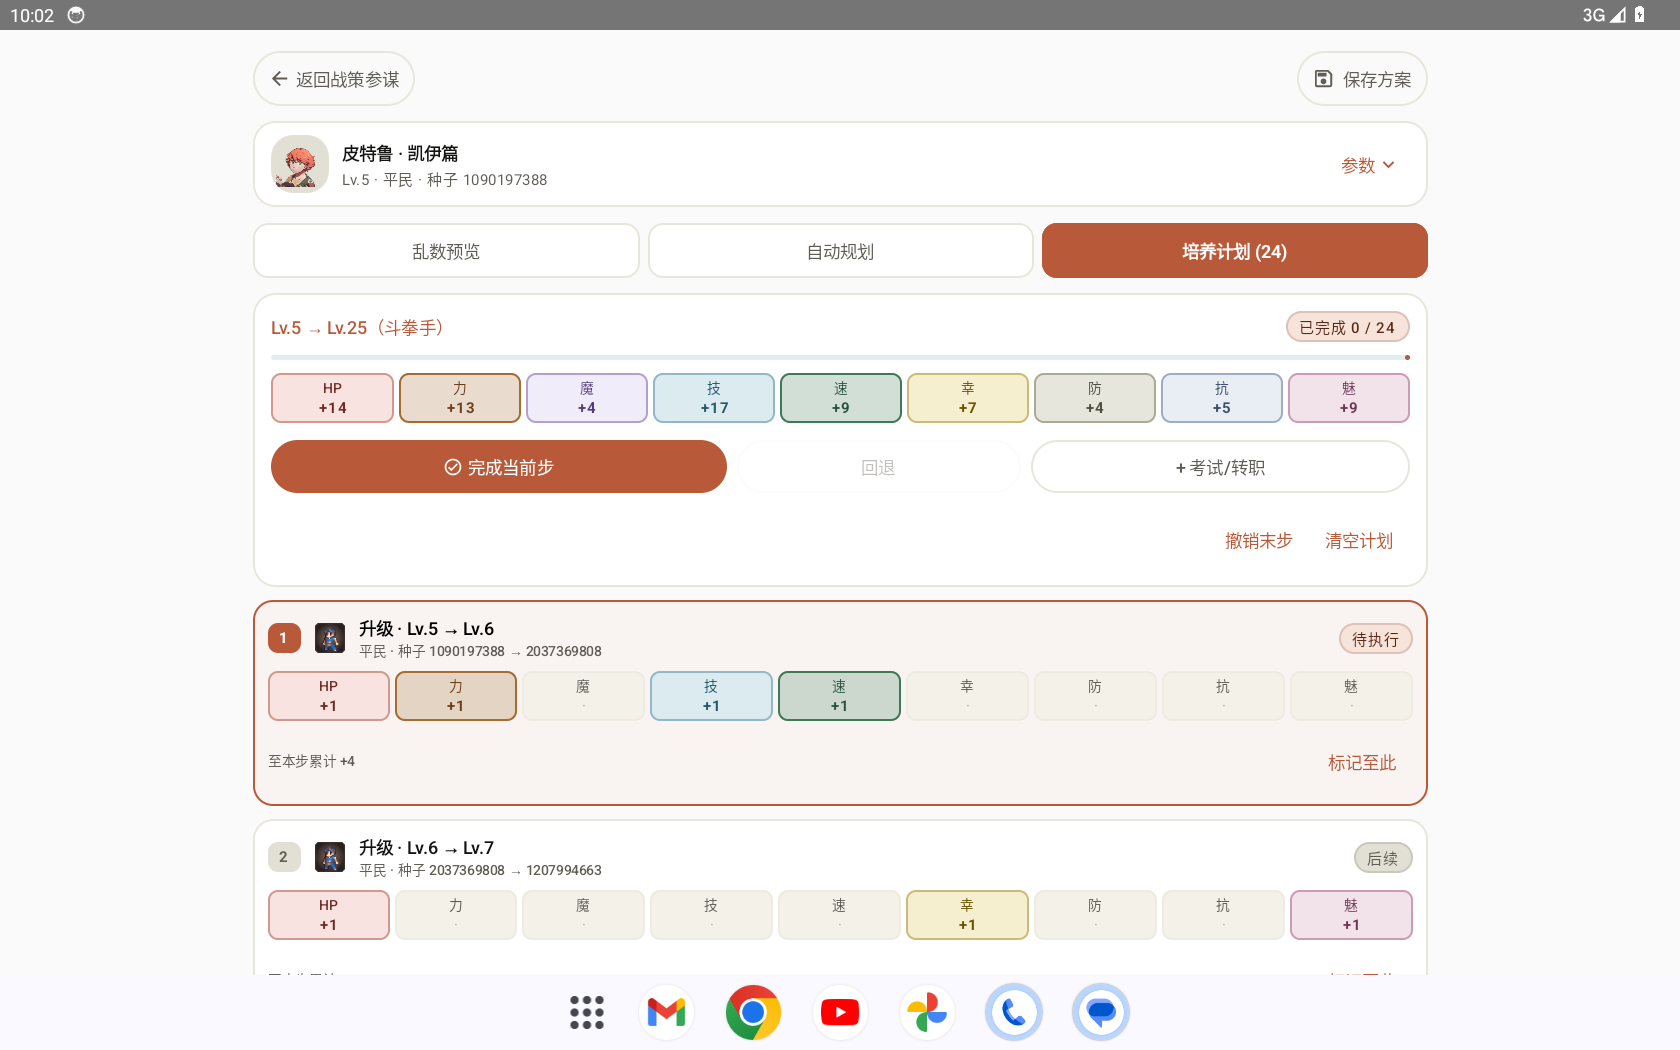 10:02
3G
返回战策参谋
保存方案
皮特鲁 · 凯伊篇
Lv.5 · 平民 · 种子 1090197388
参数
乱数预览
自动规划
培养计划 (24)
Lv.5 → Lv.25（斗拳手）
已完成 0 / 24
HP 力 魔 技 速 幸 防 抗 魅
+14 +13 +4 +17 +9 +7 +4 +5 +9
完成当前步
回退
+ 考试/转职
撤销末步
清空计划
1
升级 · Lv.5 → Lv.6
平民 · 种子 1090197388 → 2037369808
待执行
HP 力 魔 技 速 幸 防 抗 魅
+1 +1 · +1 +1 · · · ·
至本步累计 +4
标记至此
2
升级 · Lv.6 → Lv.7
平民 · 种子 2037369808 → 1207994663
后续
HP 力 魔 技 速 幸 防 抗 魅
+1 · · · · +1 · · +1